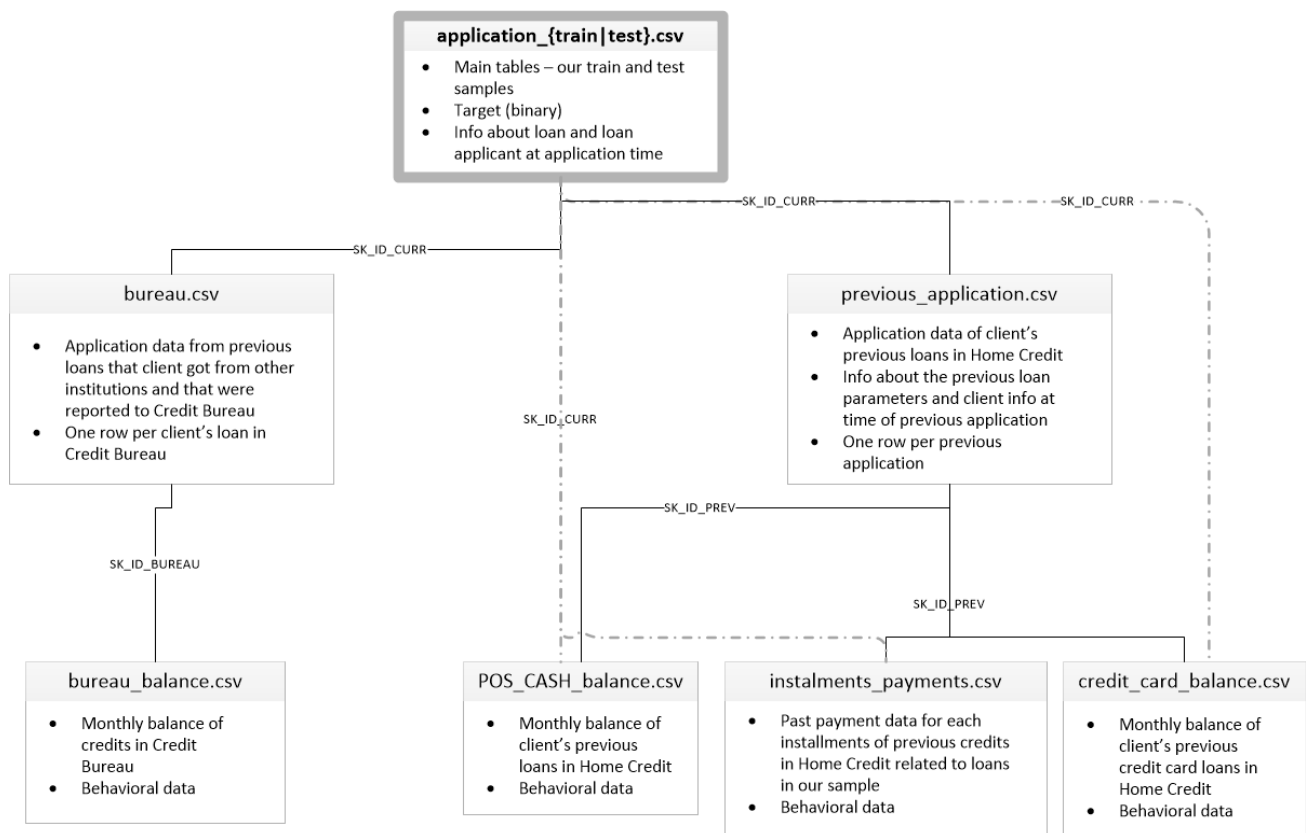 application_{train|test}.csv
• Main tables – our train and test
samples
• Target (binary)
• Info about loan and loan
applicant at application time
SK_ID_CURR
SK_ID_CURR
SK_ID_CURR
bureau.csv
• Application data from previous
loans that client got from other
institutions and that were
reported to Credit Bureau
• One row per client's loan in
Credit Bureau
previous_application.csv
• Application data of client's
previous loans in Home Credit
• Info about the previous loan
parameters and client info at
time of previous application
• One row per previous
application
SK_ID_CURR
SK_ID_PREV
SK_ID_BUREAU
SK_ID_PREV
bureau_balance.csv
• Monthly balance of
credits in Credit
Bureau
• Behavioral data
POS_CASH_balance.csv
• Monthly balance of
client's previous
loans in Home Credit
• Behavioral data
instalments_payments.csv
• Past payment data for each
installments of previous credits
in Home Credit related to loans
in our sample
• Behavioral data
credit_card_balance.csv
• Monthly balance of
client's previous
credit card loans in
Home Credit
• Behavioral data